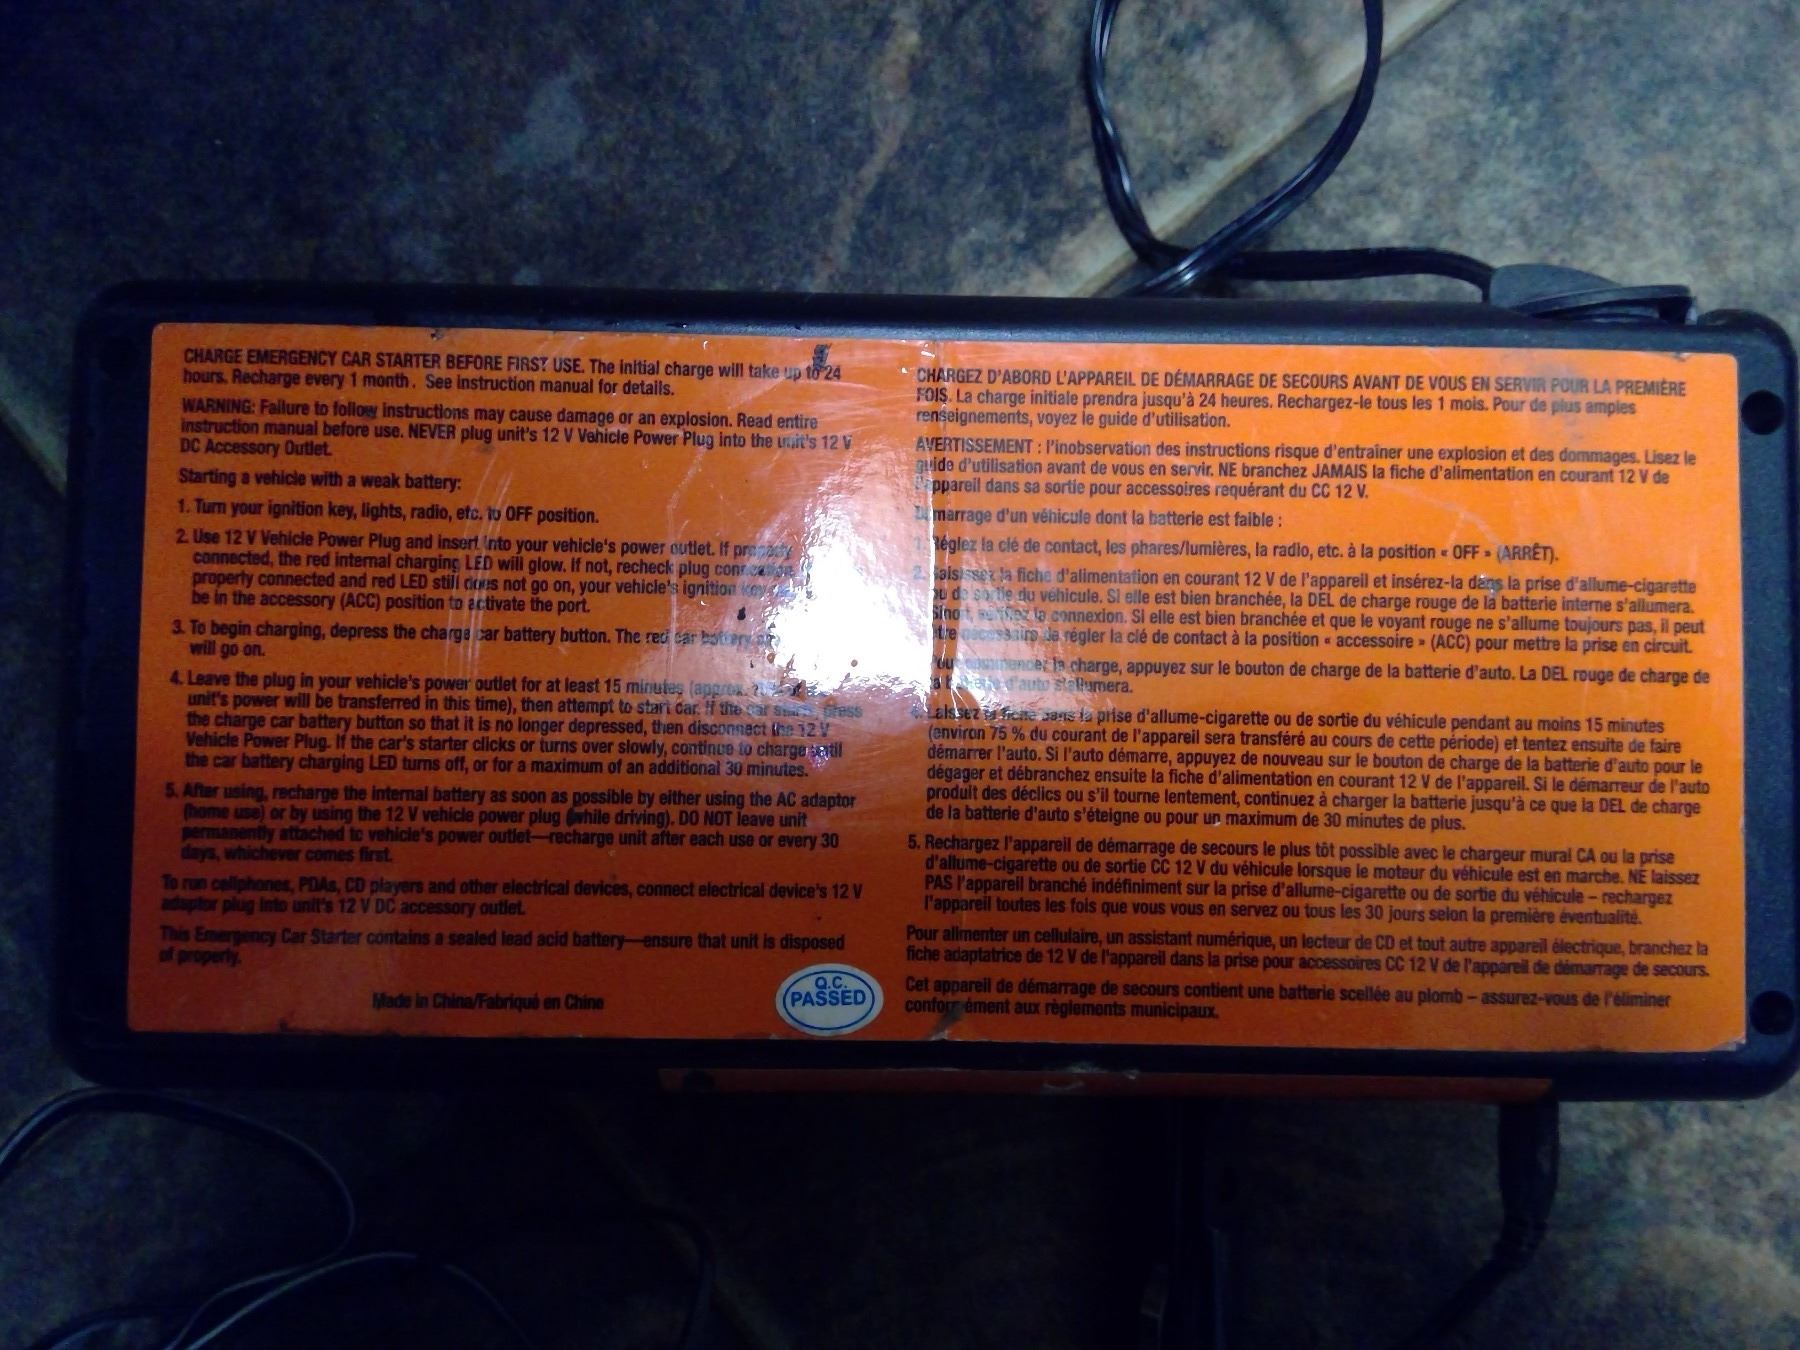 CHARGE EMERGENCY CAR STARTER BEFORE FIRST USE. The initial charge will take up to 24
hours. Recharge every 1 month. See instruction manual for details.
WARNING: Failure to follow instructions may cause damage or an explosion. Read entire
instruction manual before use. NEVER plug unit's 12 V Vehicle Power Plug into the unit's 12 V
DC Accessory Outlet.
Starting a vehicle with a weak battery:
1. Turn your ignition key, lights, radio, etc. to OFF position.
2. Use 12 V Vehicle Power Plug and insert into your vehicle's power outlet. If properly
connected, the red internal charging LED will glow. If not, recheck plug connection.
properly connected and red LED still does not go on, your vehicle's ignition key
be in the accessory (ACC) position to activate the port.
3. To begin charging, depress the charge car battery button. The red car battery
will go on.
4. Leave the plug in your vehicle's power outlet for at least 15 minutes (approx.
unit's power will be transferred in this time), then attempt to start car. If the car starts, press
the charge car battery button so that it is no longer depressed, then disconnect the 12 V
Vehicle Power Plug. If the car's starter clicks or turns over slowly, continue to charge until
the car battery charging LED turns off, or for a maximum of an additional 30 minutes.
5. After using, recharge the internal battery as soon as possible by either using the AC adaptor
(home use) or by using the 12 V vehicle power plug (while driving). DO NOT leave unit
permanently attached to vehicle's power outlet—recharge unit after each use or every 30
days, whichever comes first.
To run cellphones, PDAs, CD players and other electrical devices, connect electrical device's 12 V
adaptor plug into unit's 12 V DC accessory outlet.
This Emergency Car Starter contains a sealed lead acid battery—ensure that unit is disposed
of properly.
Made in China/Fabriqué en Chine
Q.C.
PASSED
CHARGEZ D'ABORD L'APPAREIL DE DÉMARRAGE DE SECOURS AVANT DE VOUS EN SERVIR POUR LA PREMIÈRE
FOIS. La charge initiale prendra jusqu'à 24 heures. Rechargez-le tous les 1 mois. Pour de plus amples
renseignements, voyez le guide d'utilisation.
AVERTISSEMENT : l'inobservation des instructions risque d'entraîner une explosion et des dommages. Lisez le
guide d'utilisation avant de vous en servir. NE branchez JAMAIS la fiche d'alimentation en courant 12 V de
l'appareil dans sa sortie pour accessoires requérant du CC 12 V.
Démarrage d'un véhicule dont la batterie est faible :
1. Réglez la clé de contact, les phares/lumières, la radio, etc. à la position « OFF » (ARRÊT).
2. Saisissez la fiche d'alimentation en courant 12 V de l'appareil et insérez-la dans la prise d'allume-cigarette
ou de sortie du véhicule. Si elle est bien branchée, la DEL de charge rouge de la batterie interne s'allumera.
Sinon, vérifiez la connexion. Si elle est bien branchée et que le voyant rouge ne s'allume toujours pas, il peut
être nécessaire de régler la clé de contact à la position « accessoire » (ACC) pour mettre la prise en circuit.
Pour commencer la charge, appuyez sur le bouton de charge de la batterie d'auto. La DEL rouge de charge de
la batterie d'auto s'allumera.
4. Laissez la fiche dans la prise d'allume-cigarette ou de sortie du véhicule pendant au moins 15 minutes
(environ 75 % du courant de l'appareil sera transféré au cours de cette période) et tentez ensuite de faire
démarrer l'auto. Si l'auto démarre, appuyez de nouveau sur le bouton de charge de la batterie d'auto pour le
dégager et débranchez ensuite la fiche d'alimentation en courant 12 V de l'appareil. Si le démarreur de l'auto
produit des déclics ou s'il tourne lentement, continuez à charger la batterie jusqu'à ce que la DEL de charge
de la batterie d'auto s'éteigne ou pour un maximum de 30 minutes de plus.
5. Rechargez l'appareil de démarrage de secours le plus tôt possible avec le chargeur mural CA ou la prise
d'allume-cigarette ou de sortie CC 12 V du véhicule lorsque le moteur du véhicule est en marche. NE laissez
PAS l'appareil branché indéfiniment sur la prise d'allume-cigarette ou de sortie du véhicule – rechargez
l'appareil toutes les fois que vous vous en servez ou tous les 30 jours selon la première éventualité.
Pour alimenter un cellulaire, un assistant numérique, un lecteur de CD et tout autre appareil électrique, branchez la
fiche adaptatrice de 12 V de l'appareil dans la prise pour accessoires CC 12 V de l'appareil de démarrage de secours.
Cet appareil de démarrage de secours contient une batterie scellée au plomb – assurez-vous de l'éliminer
conformément aux règlements municipaux.